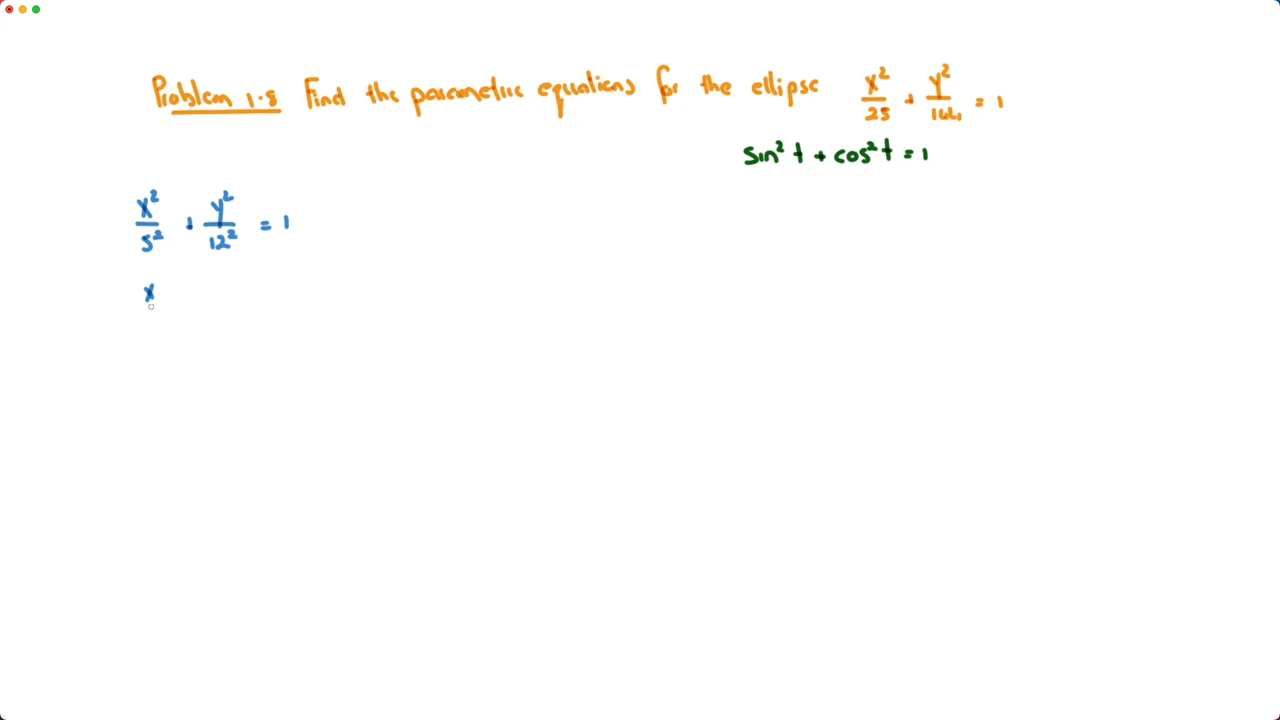 Problem 1.8 Find the parametric equations for the ellipse x²/25 + y²/144 = 1
sin² t + cos² t = 1
x²/5² + y²/12² = 1
x